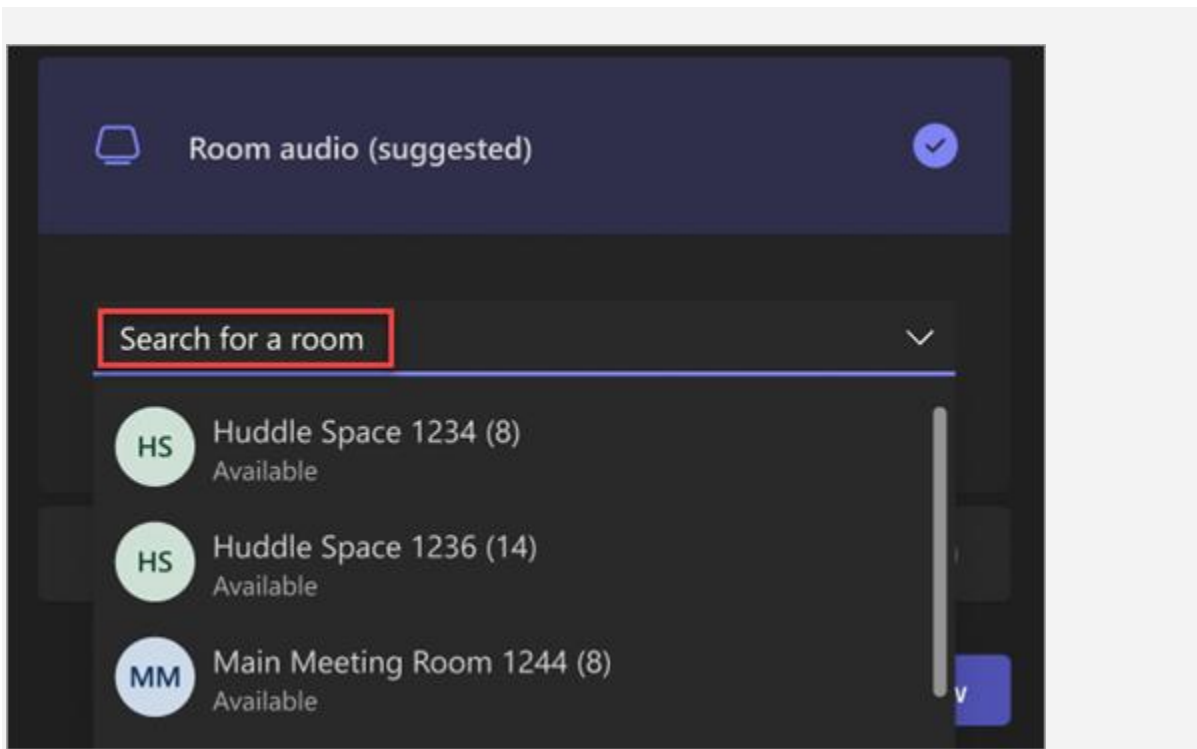 Room audio (suggested)
Search for a room
HS
Huddle Space 1234 (8)
Available
HS
Huddle Space 1236 (14)
Available
MM
Main Meeting Room 1244 (8)
Available